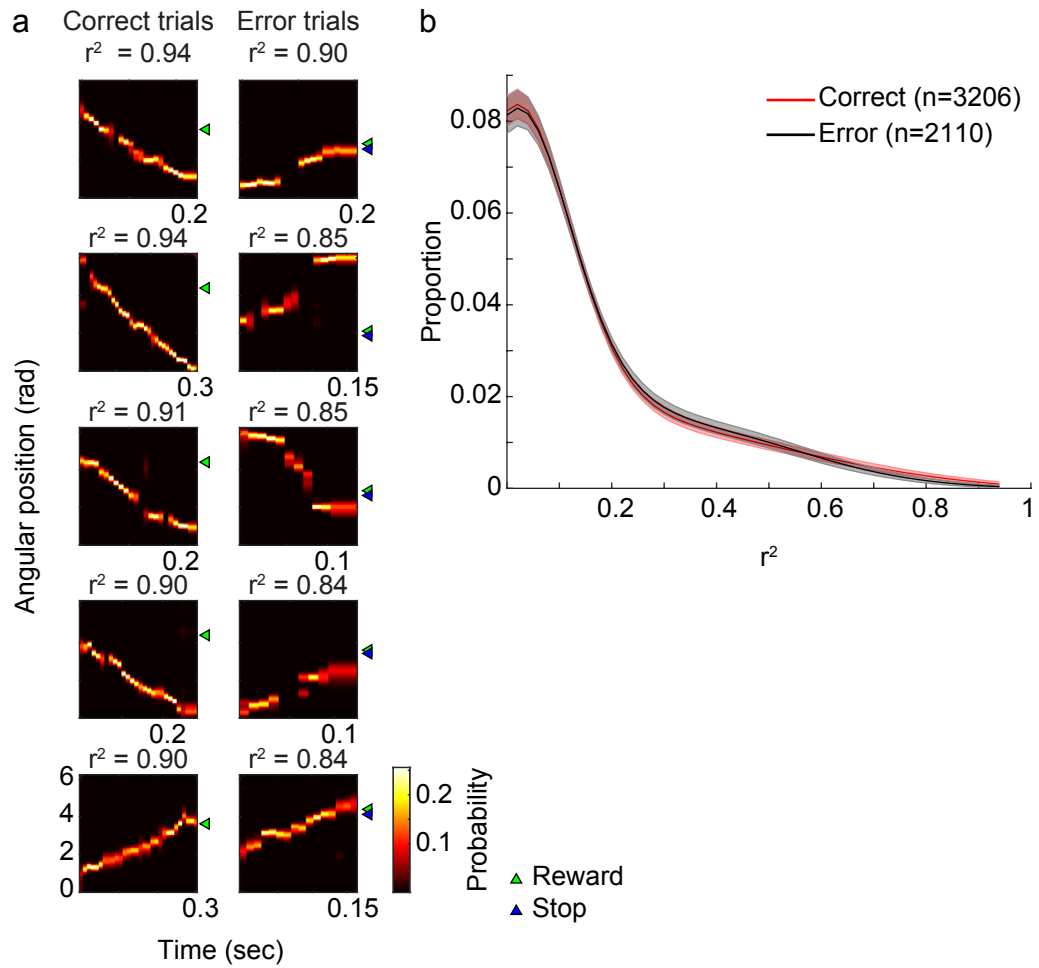 a
Correct trials
Error trials
r² = 0.94
r² = 0.90
0.2
0.2
r² = 0.94
r² = 0.85
0.3
0.15
r² = 0.91
r² = 0.85
0.2
0.1
r² = 0.90
r² = 0.84
0.2
0.1
r² = 0.90
r² = 0.84
6
4
2
0
0.3
0.15
Angular position (rad)
Time (sec)
0.2
0.1
Probability
Reward
Stop
b
Correct (n=3206)
Error (n=2110)
0.08
0.06
0.04
0.02
0
Proportion
0.2
0.4
0.6
0.8
1
r²